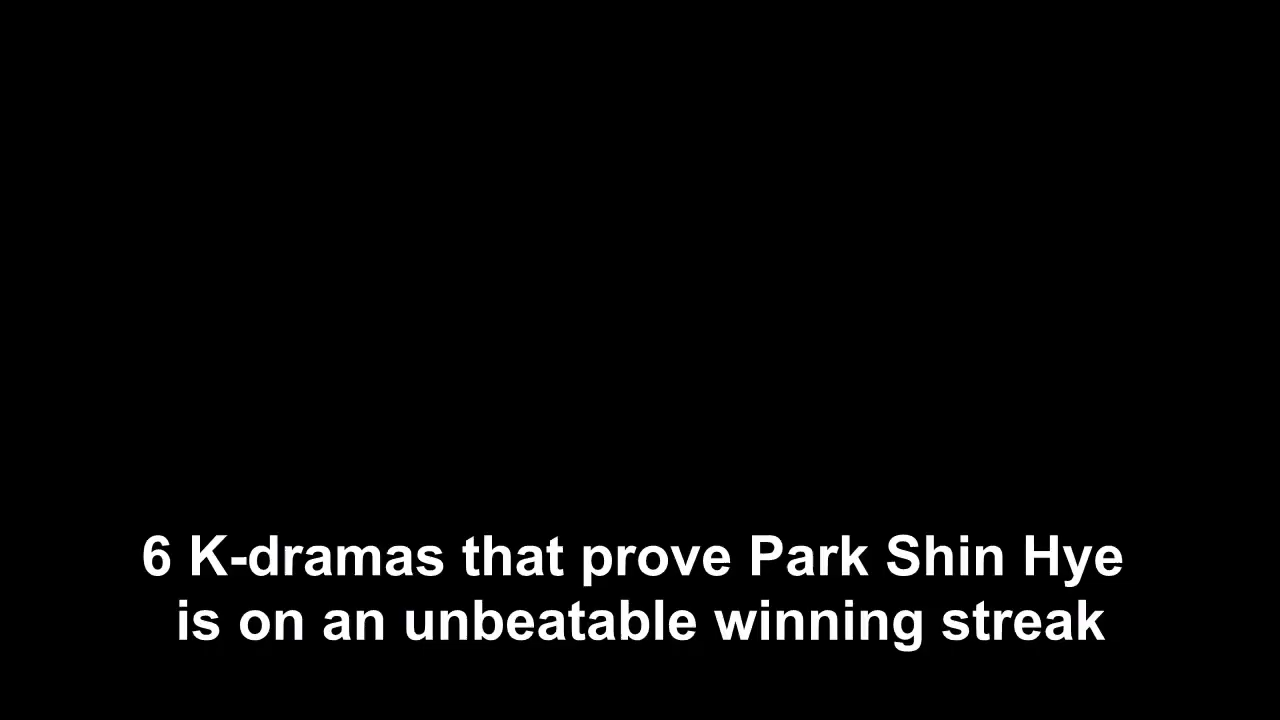 6 K-dramas that prove Park Shin Hye
is on an unbeatable winning streak